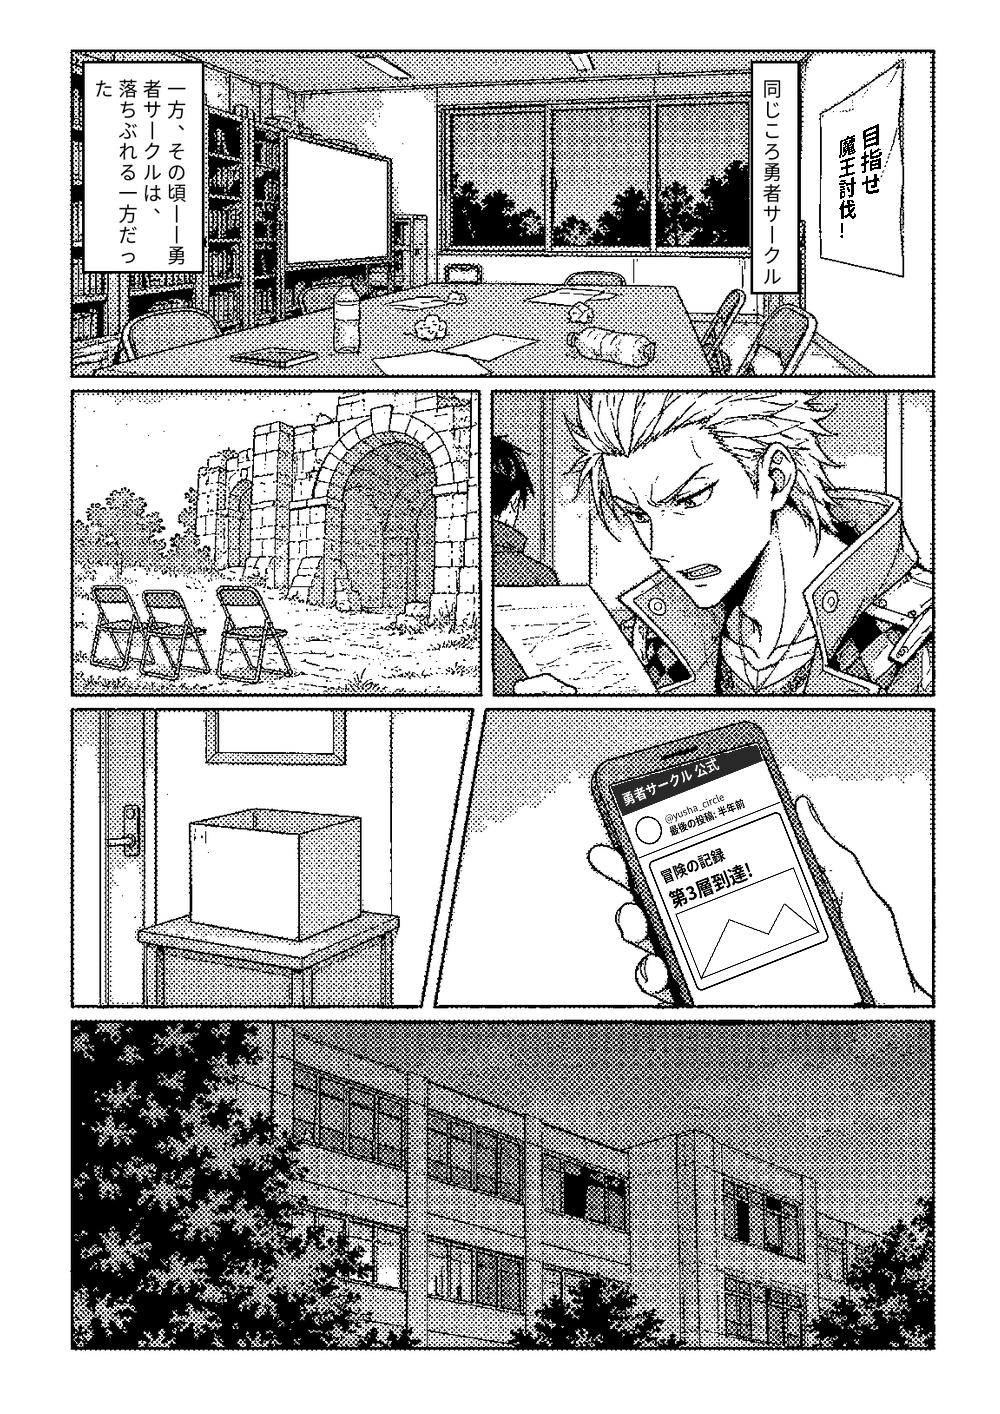 同じころ勇者サークル
目指せ
魔王討伐！
一方、その頃――勇
者サークルは、
落ちぶれる一方だっ
た
勇者サークル 公式
@yusha_circle
最後の投稿: 半年前
冒険の記録
第3層到達!